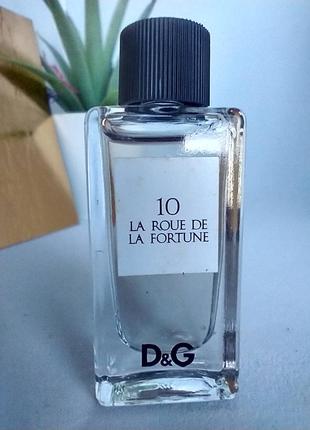 10
LA ROUE DE
LA FORTUNE
D&G